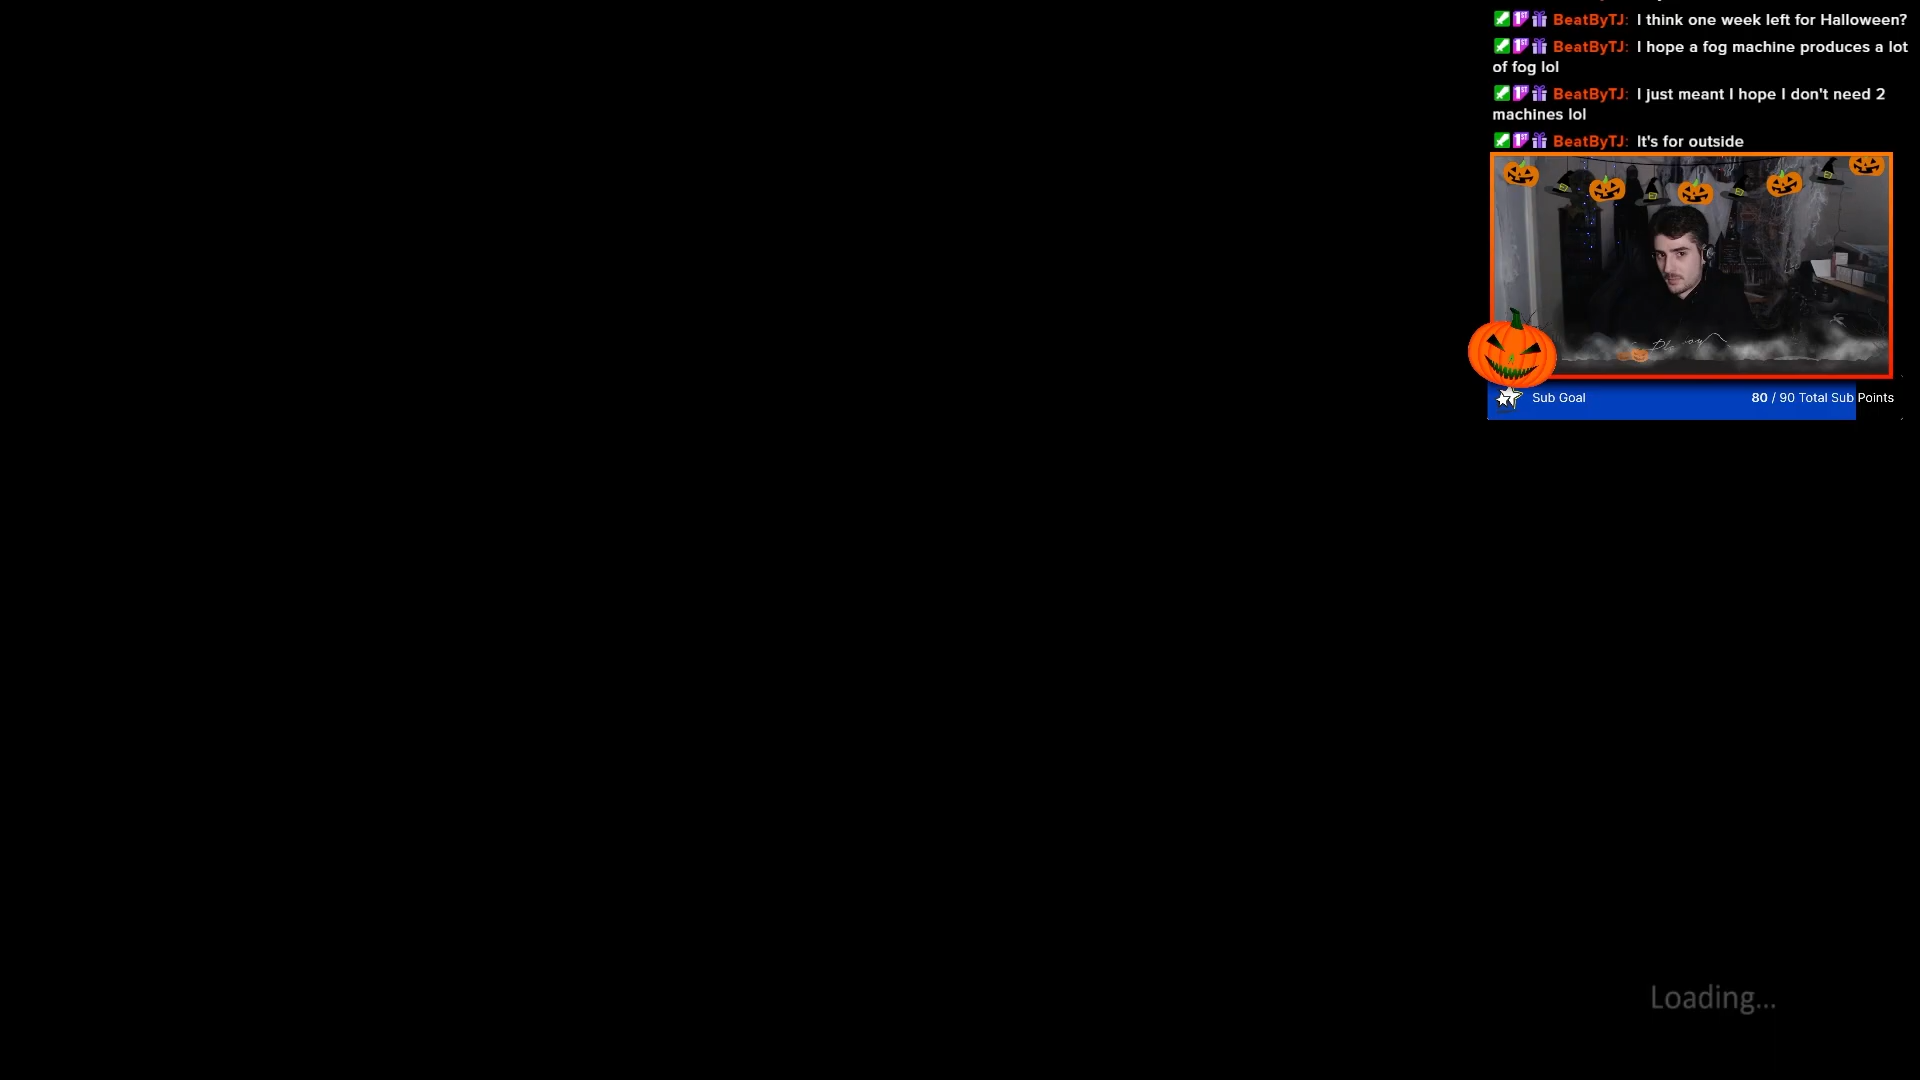 BeatByTJ: I think one week left for Halloween?
BeatByTJ: I hope a fog machine produces a lot
of fog lol
BeatByTJ: I just meant I hope I don't need 2
machines lol
BeatByTJ: It's for outside
Sub Goal 80 / 90 Total Sub Points
Loading...